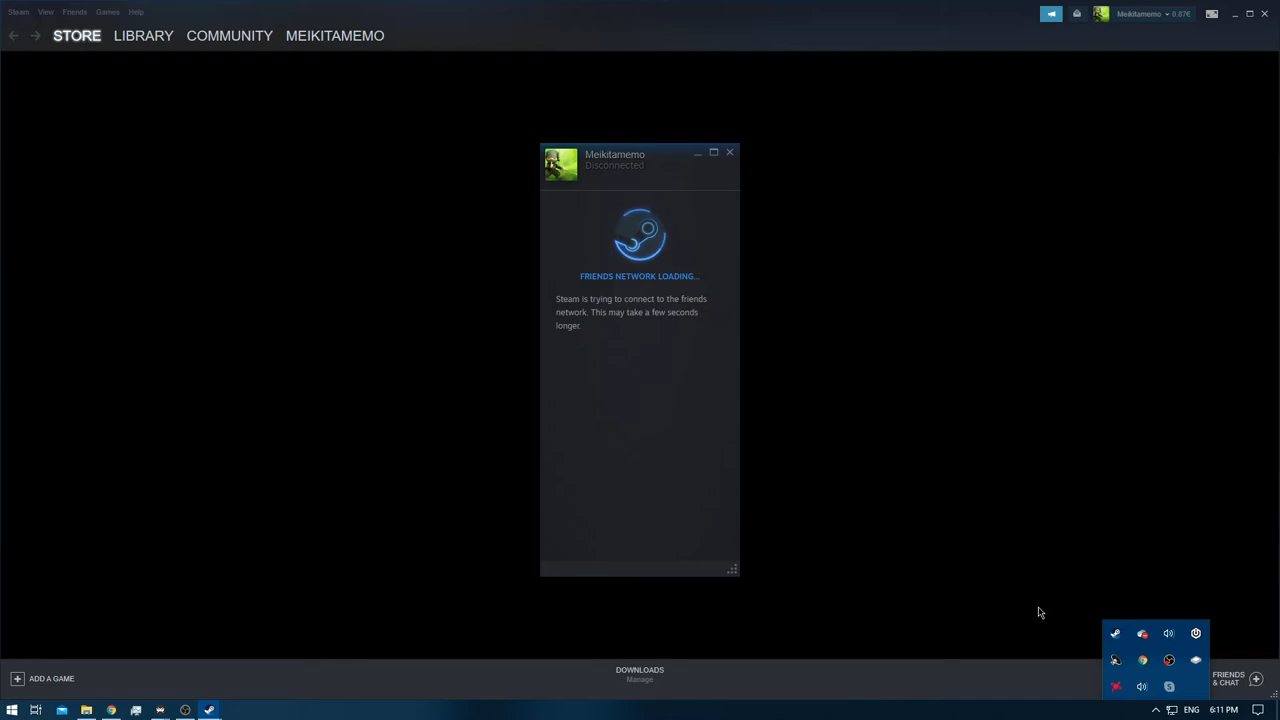 Steam View Friends Games Help
Meikitamemo 0.87€
STORE LIBRARY COMMUNITY MEIKITAMEMO
Meikitamemo
Disconnected
FRIENDS NETWORK LOADING...
Steam is trying to connect to the friends
network. This may take a few seconds
longer.
ADD A GAME
DOWNLOADS
Manage
FRIENDS
& CHAT
ENG 6:11 PM